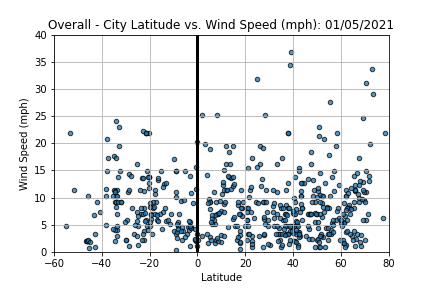 Overall - City Latitude vs. Wind Speed (mph): 01/05/2021
40
35
30
25
20
15
10
5
0
Wind Speed (mph)
−60 −40 −20 0 20 40 60 80
Latitude